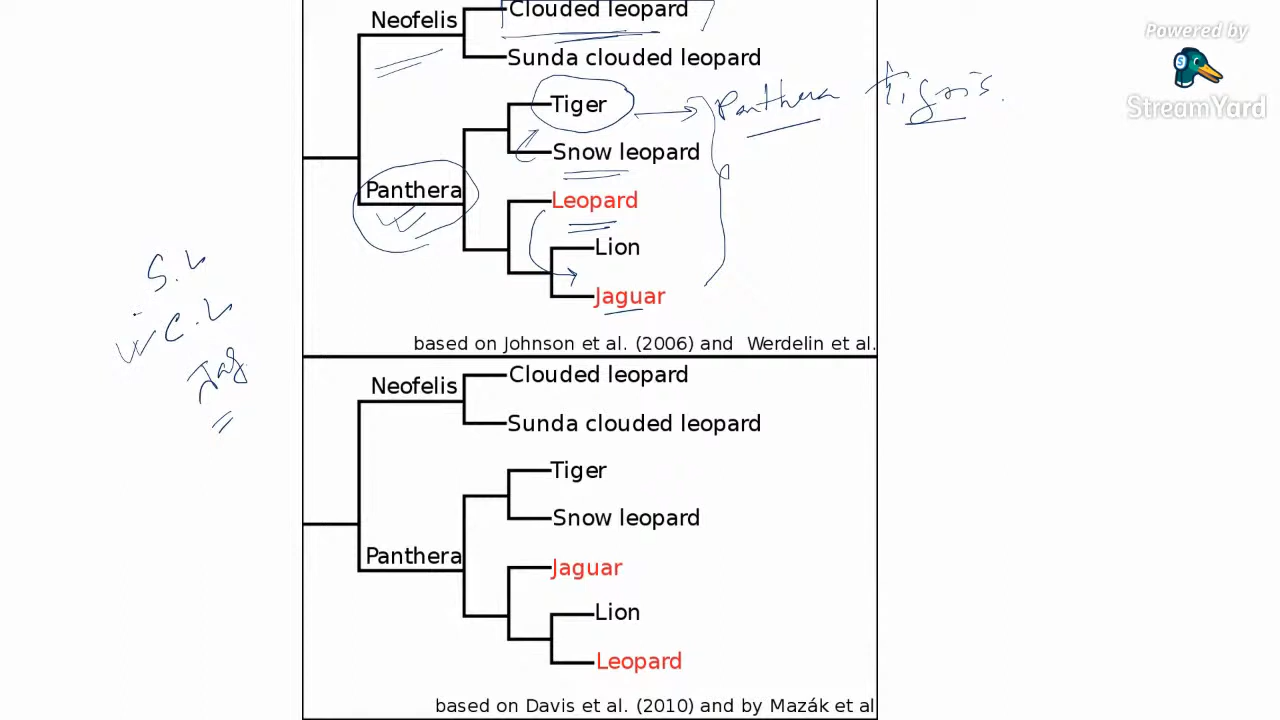 Clouded leopard
Neofelis
Powered by
StreamYard
Sunda clouded leopard
Tiger
Panthera tigris.
Snow leopard
Panthera
Leopard
Lion
S.L
C.L
Jaguar
Jag
based on Johnson et al. (2006) and Werdelin et al.
Neofelis
Clouded leopard
Sunda clouded leopard
Tiger
Snow leopard
Panthera
Jaguar
Lion
Leopard
based on Davis et al. (2010) and by Mazák et al